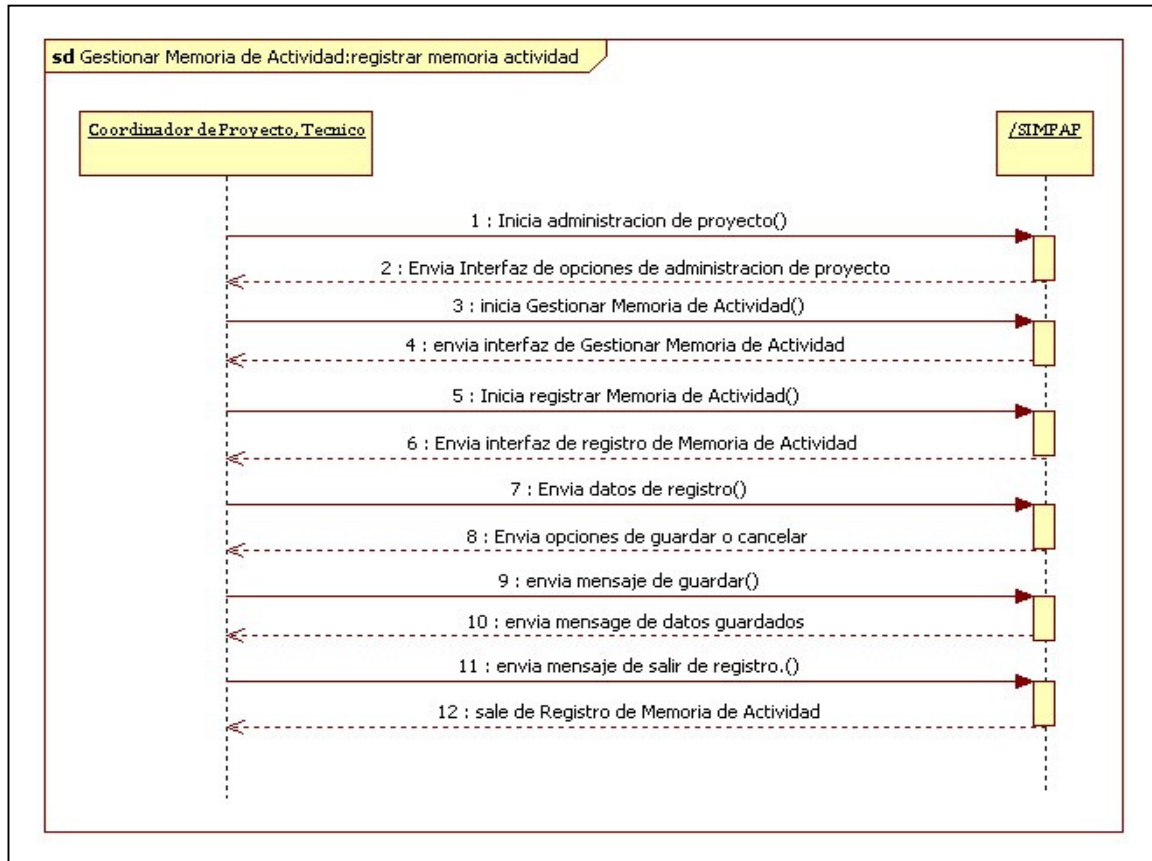 sd Gestionar Memoria de Actividad:registrar memoria actividad
Coordinador de Proyecto, Tecnico
/SIMPAP
1 : Inicia administracion de proyecto()
2 : Envia Interfaz de opciones de administracion de proyecto
3 : inicia Gestionar Memoria de Actividad()
4 : envia interfaz de Gestionar Memoria de Actividad
5 : Inicia registrar Memoria de Actividad()
6 : Envia interfaz de registro de Memoria de Actividad
7 : Envia datos de registro()
8 : Envia opciones de guardar o cancelar
9 : envia mensaje de guardar()
10 : envia mensage de datos guardados
11 : envia mensaje de salir de registro.()
12 : sale de Registro de Memoria de Actividad